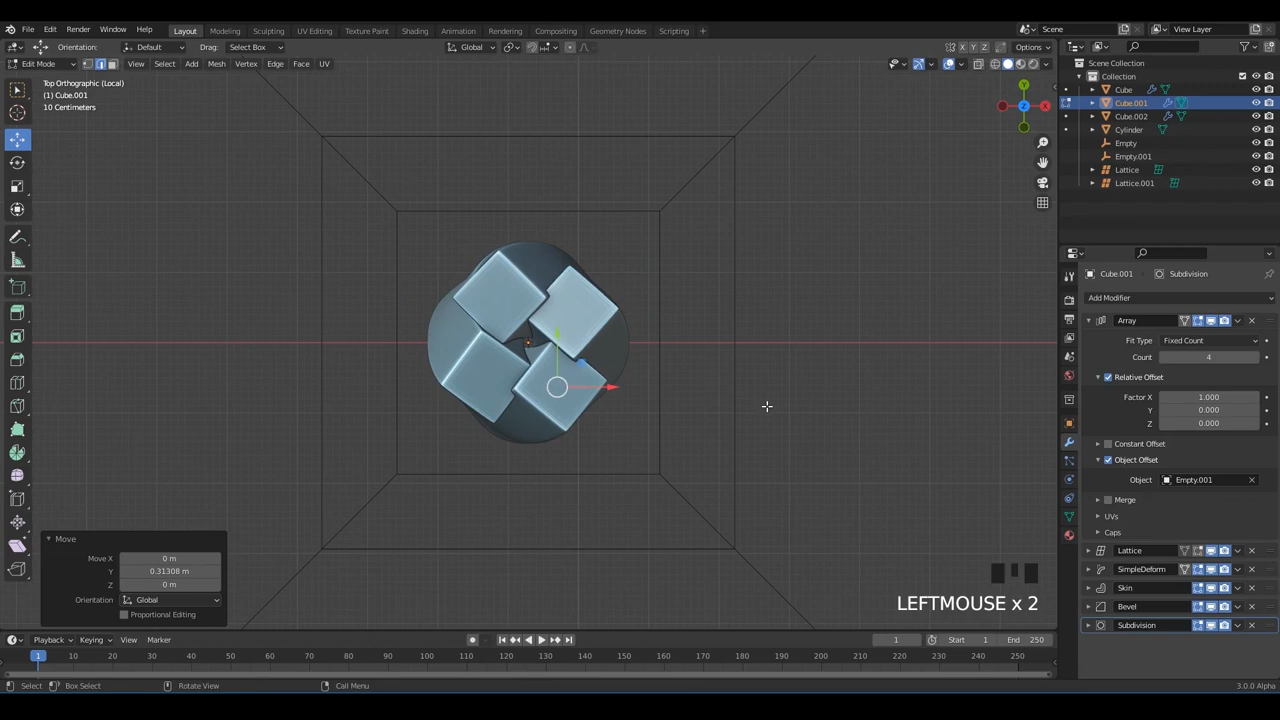 File Edit Render Window Help Layout Modeling Sculpting UV Editing Texture Paint Shading Animation Rendering Compositing Geometry Nodes Scripting Scene View Layer
Orientation: Default Drag: Select Box Global X Y Z Options
Edit Mode View Select Add Mesh Vertex Edge Face UV
Scene Collection
Collection
Cube
Cube.001
Cube.002
Cylinder
Empty
Empty.001
Lattice
Lattice.001
Top Orthographic (Local)
(1) Cube.001
10 Centimeters
Y
Z
X
Cube.001 Subdivision
Add Modifier
Array
Fit Type Fixed Count
Count 4
Relative Offset
Factor X 1.000
Y 0.000
Z 0.000
Constant Offset
Object Offset
Object Empty.001
Merge
UVs
Caps
Lattice
SimpleDeform
Skin
Bevel
Subdivision
Move
Move X 0 m
Y 0.31308 m
Z 0 m
Orientation Global
Proportional Editing
LEFTMOUSE x 2
Playback Keying View Marker 1 Start 1 End 250
1 10 20 30 40 50 60 70 80 90 100 110 120 130 140 150 160 170 180 190 200 210 220 230 240 250
Select Box Select Rotate View Call Menu 3.0.0 Alpha